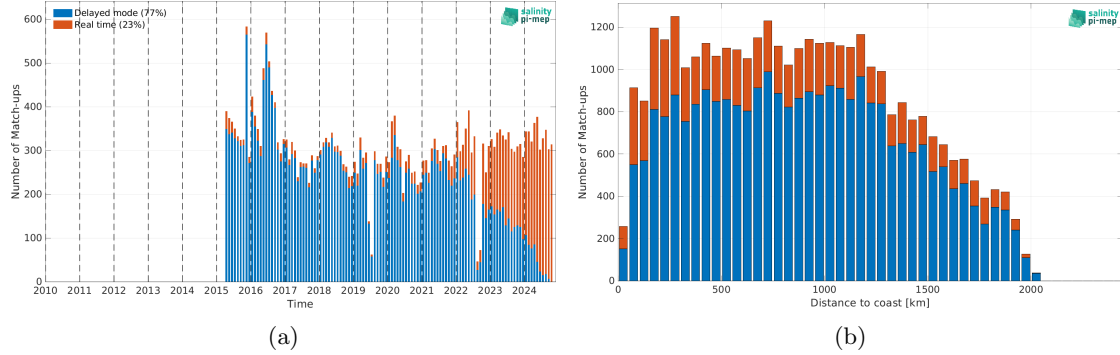 Delayed mode (77%)
Real time (23%)
salinity
pi-mep
Number of Match-ups
600
500
400
300
200
100
0
2010 2011 2012 2013 2014 2015 2016 2017 2018 2019 2020 2021 2022 2023 2024
Time
(a)
salinity
pi-mep
Number of Match-ups
1200
1000
800
600
400
200
0
0 500 1000 1500 2000
Distance to coast [km]
(b)